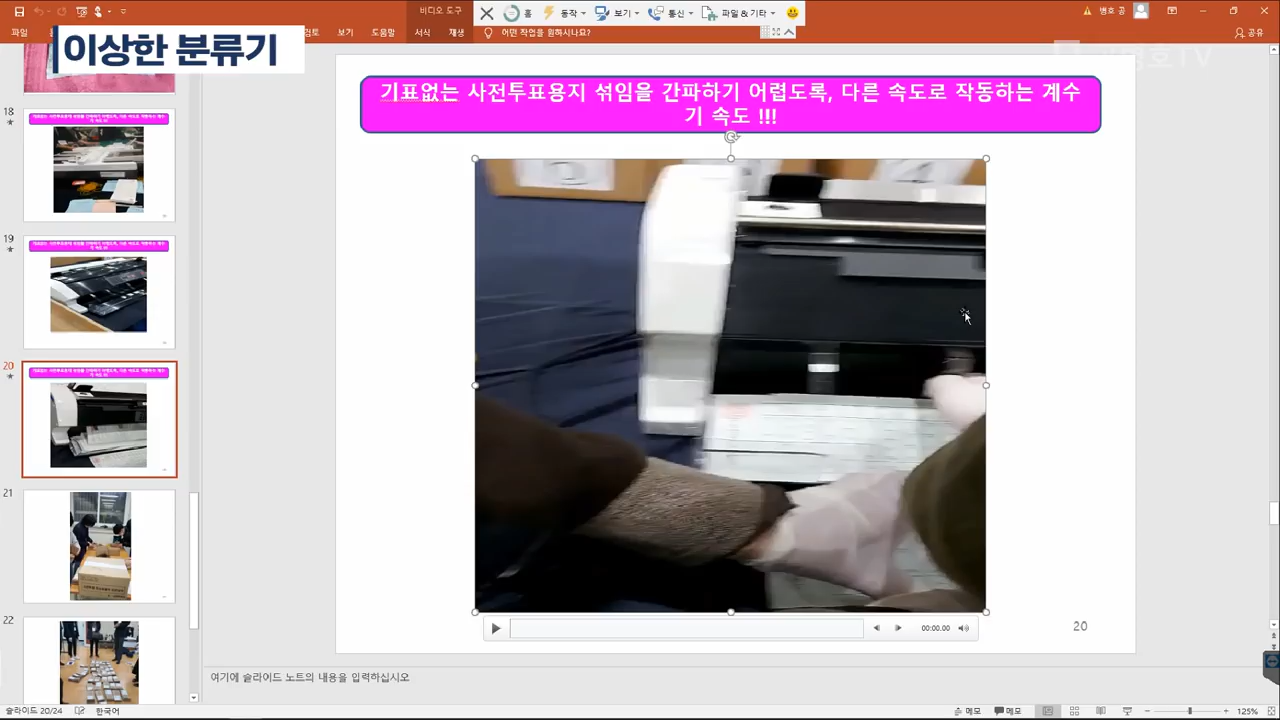 비디오 도구
홈
동작
보기
통신
파일 & 기타
범호 공
파일
검토
보기
도움말
서식
재생
어떤 작업을 원하시나요?
공유
이상한 분류기
18
19
20
21
22
기표없는 사전투표용지 섞임을 간파하기 어렵도록, 다른 속도로 작동하는 계수
기 속도 !!!
00:00.00
20
여기에 슬라이드 노트의 내용을 입력하십시오
슬라이드 20/24
한국어
메모
메모
125%